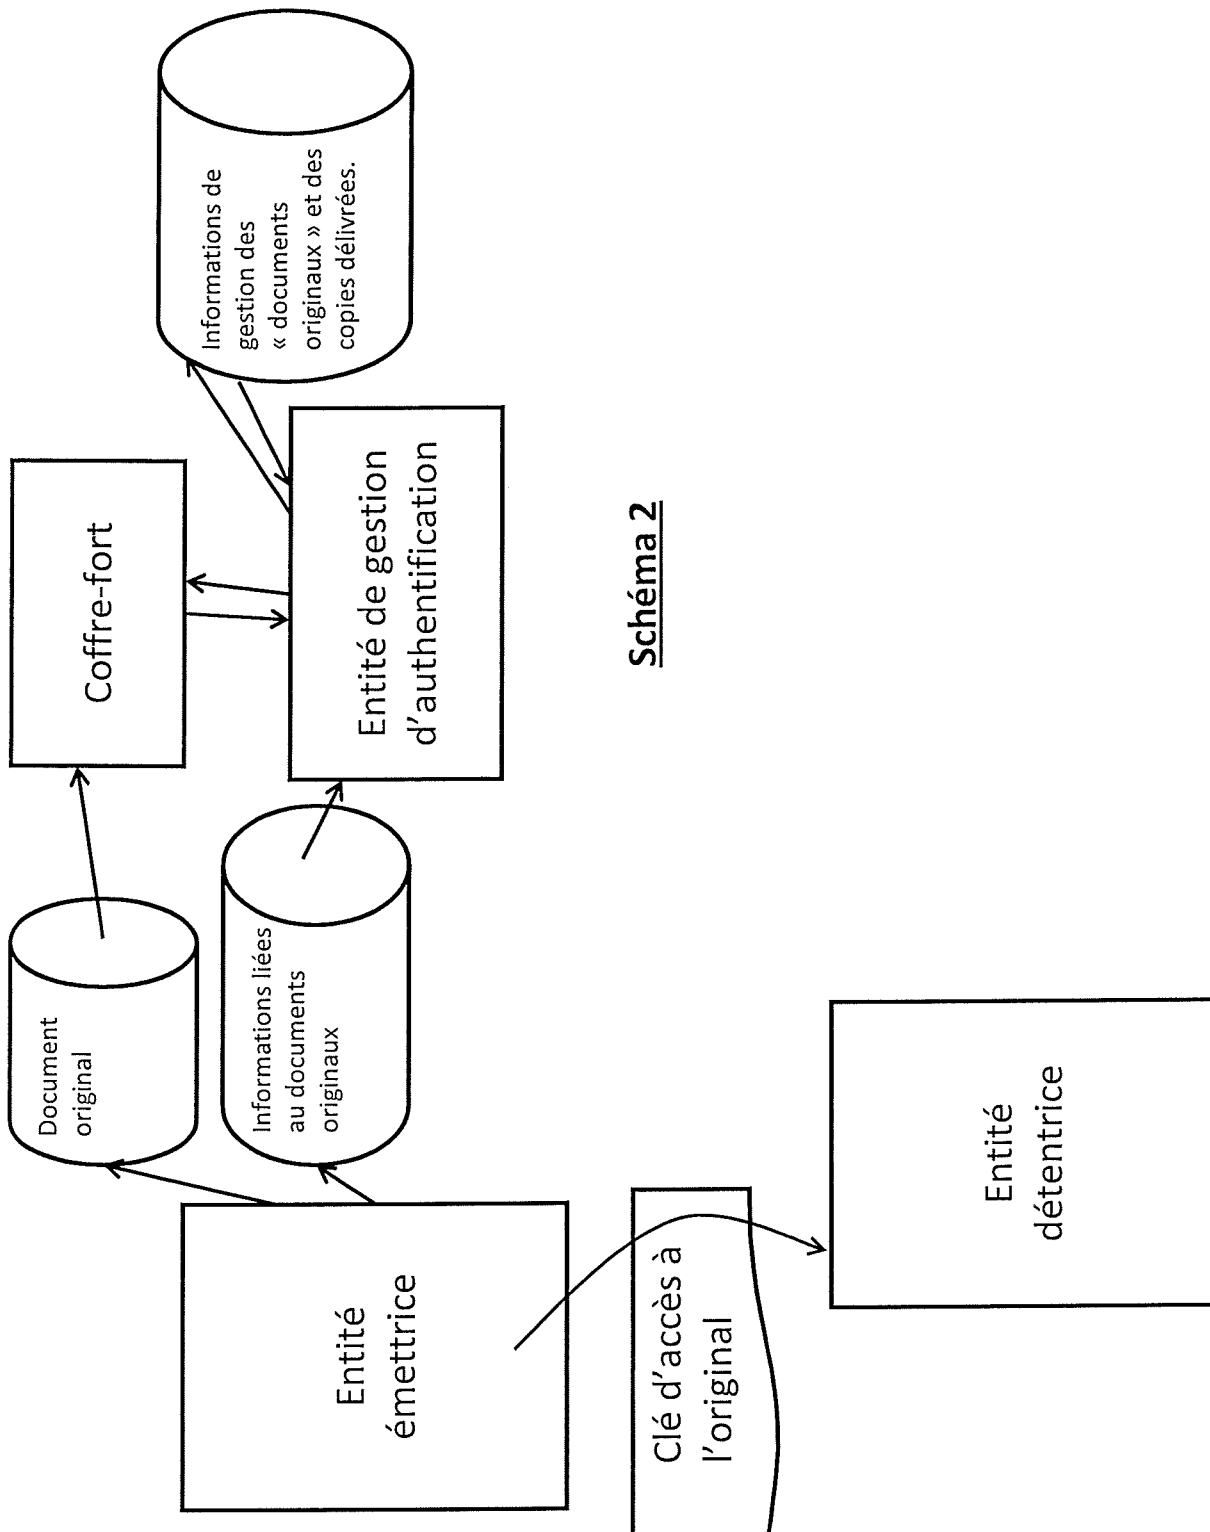 Document
original
Coffre-fort
Informations liées
au documents
originaux
Informations de
gestion des
« documents
originaux » et des
copies délivrées.
Entité
émettrice
Entité de gestion
d'authentification
Clé d'accès à
l'original
Schéma 2
Entité
détentrice